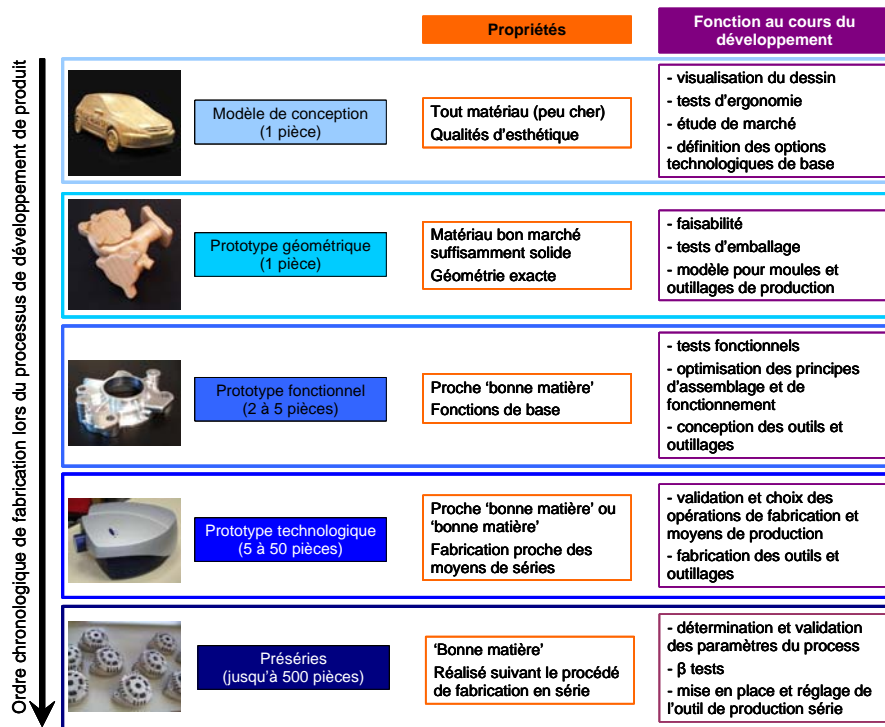 Ordre chronologique de fabrication lors du processus de développement de produit
Propriétés
Fonction au cours du
développement
Modèle de conception
(1 pièce)
Tout matériau (peu cher)
Qualités d'esthétique
- visualisation du dessin
- tests d'ergonomie
- étude de marché
- définition des options
technologiques de base
Prototype géométrique
(1 pièce)
Matériau bon marché
suffisamment solide
Géométrie exacte
- faisabilité
- tests d'emballage
- modèle pour moules et
outillages de production
Prototype fonctionnel
(2 à 5 pièces)
Proche 'bonne matière'
Fonctions de base
- tests fonctionnels
- optimisation des principes
d'assemblage et de
fonctionnement
- conception des outils et
outillages
Prototype technologique
(5 à 50 pièces)
Proche 'bonne matière' ou
'bonne matière'
Fabrication proche des
moyens de séries
- validation et choix des
opérations de fabrication et
moyens de production
- fabrication des outils et
outillages
Préséries
(jusqu'à 500 pièces)
'Bonne matière'
Réalisé suivant le procédé
de fabrication en série
- détermination et validation
des paramètres du process
- β tests
- mise en place et réglage de
l'outil de production série